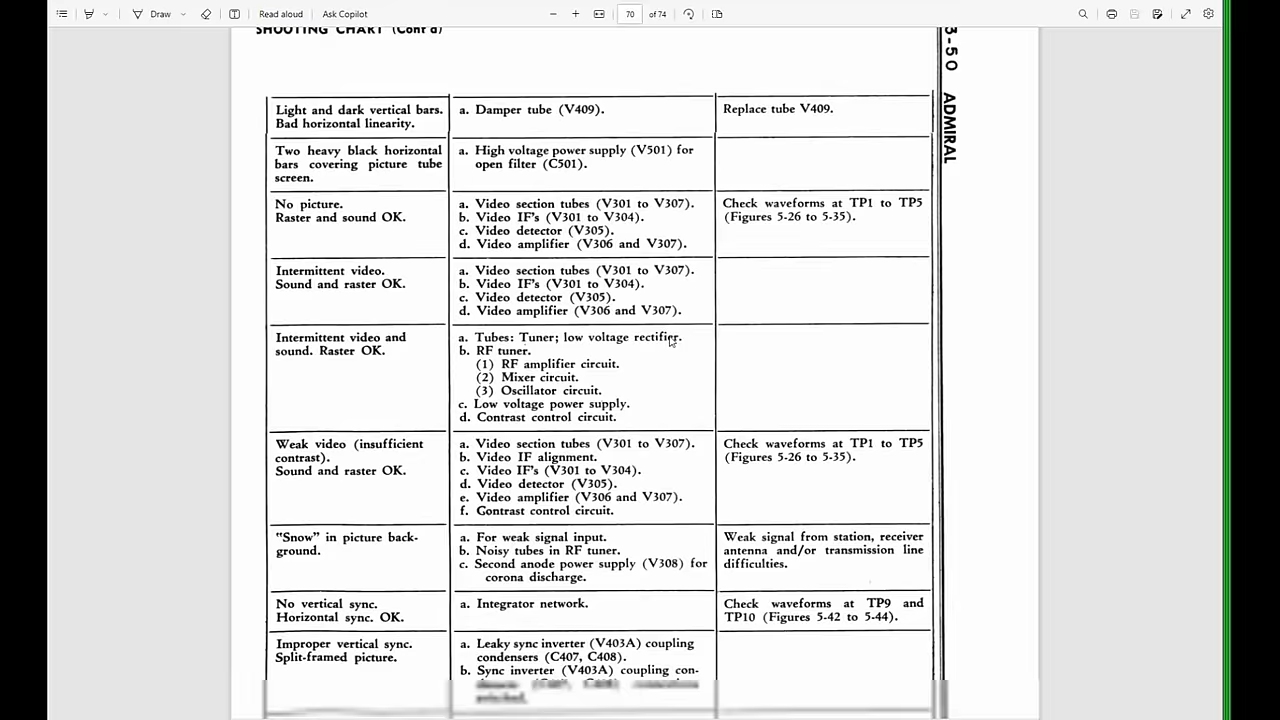 Draw
Read aloud
Ask Copilot
70 of 74
SHOOTING CHART (Cont'd)
3-50 ADMIRAL
Light and dark vertical bars.
Bad horizontal linearity.
a. Damper tube (V409).
Replace tube V409.
Two heavy black horizontal
bars covering picture tube
screen.
a. High voltage power supply (V501) for
open filter (C501).
No picture.
Raster and sound OK.
a. Video section tubes (V301 to V307).
b. Video IF's (V301 to V304).
c. Video detector (V305).
d. Video amplifier (V306 and V307).
Check waveforms at TP1 to TP5
(Figures 5-26 to 5-35).
Intermittent video.
Sound and raster OK.
a. Video section tubes (V301 to V307).
b. Video IF's (V301 to V304).
c. Video detector (V305).
d. Video amplifier (V306 and V307).
Intermittent video and
sound. Raster OK.
a. Tubes: Tuner; low voltage rectifier.
b. RF tuner.
(1) RF amplifier circuit.
(2) Mixer circuit.
(3) Oscillator circuit.
c. Low voltage power supply.
d. Contrast control circuit.
Weak video (insufficient
contrast).
Sound and raster OK.
a. Video section tubes (V301 to V307).
b. Video IF alignment.
c. Video IF's (V301 to V304).
d. Video detector (V305).
e. Video amplifier (V306 and V307).
f. Contrast control circuit.
Check waveforms at TP1 to TP5
(Figures 5-26 to 5-35).
"Snow" in picture back-
ground.
a. For weak signal input.
b. Noisy tubes in RF tuner.
c. Second anode power supply (V308) for
corona discharge.
Weak signal from station, receiver
antenna and/or transmission line
difficulties.
No vertical sync.
Horizontal sync. OK.
a. Integrator network.
Check waveforms at TP9 and
TP10 (Figures 5-42 to 5-44).
Improper vertical sync.
Split-framed picture.
a. Leaky sync inverter (V403A) coupling
condensers (C407, C408).
b. Sync inverter (V403A) coupling con-